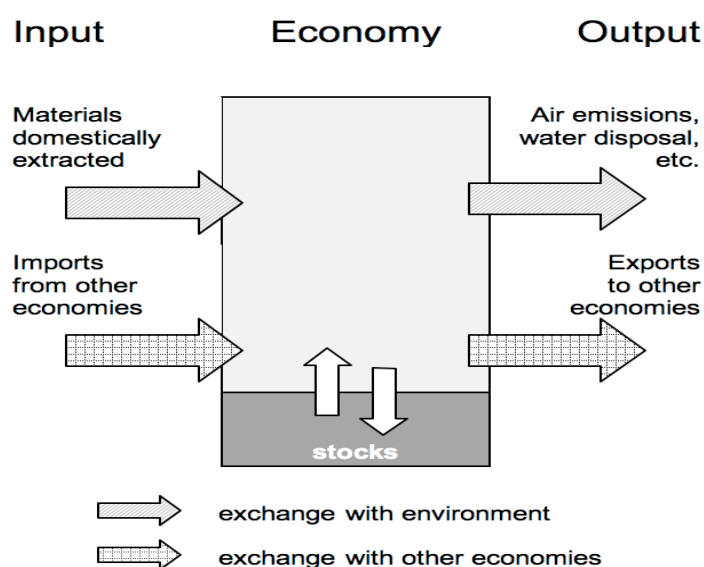 Input
Economy
Output
Materials
domestically
extracted
Air emissions,
water disposal,
etc.
Imports
from other
economies
Exports
to other
economies
stocks
exchange with environment
exchange with other economies